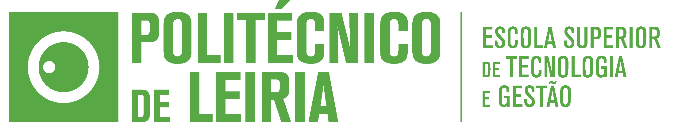 POLITÉCNICO
DE LEIRIA
ESCOLA SUPERIOR
DE TECNOLOGIA
E GESTÃO